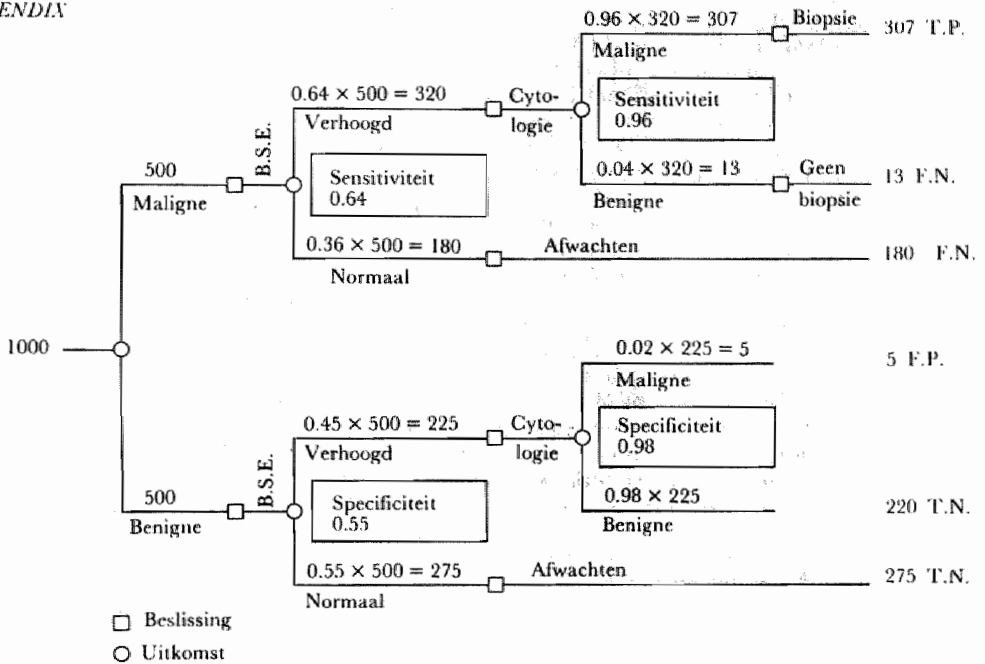 ENDIX
0.96 × 320 = 307
Biopsie
307 T.P.
Maligne
0.64 × 500 = 320
Cyto-
logie
Verhoogd
Sensitiviteit
0.96
B.S.E.
500
Maligne
Sensitiviteit
0.64
0.04 × 320 = 13
Geen
biopsie
13 F.N.
Benigne
0.36 × 500 = 180
Afwachten
180 F.N.
Normaal
1000
0.02 × 225 = 5
5 F.P.
Maligne
0.45 × 500 = 225
Cyto-
logie
Verhoogd
Specificiteit
0.98
B.S.E.
500
Benigne
Specificiteit
0.55
0.98 × 225
220 T.N.
Benigne
0.55 × 500 = 275
Afwachten
275 T.N.
Normaal
Beslissing
Uitkomst